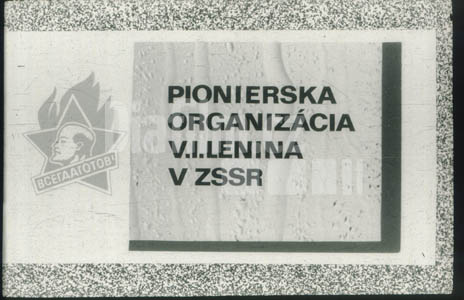 PIONIERSKA
ORGANIZÁCIA
V.I.LENINA
V ZSSR
ВСЕГДА ГОТОВ!